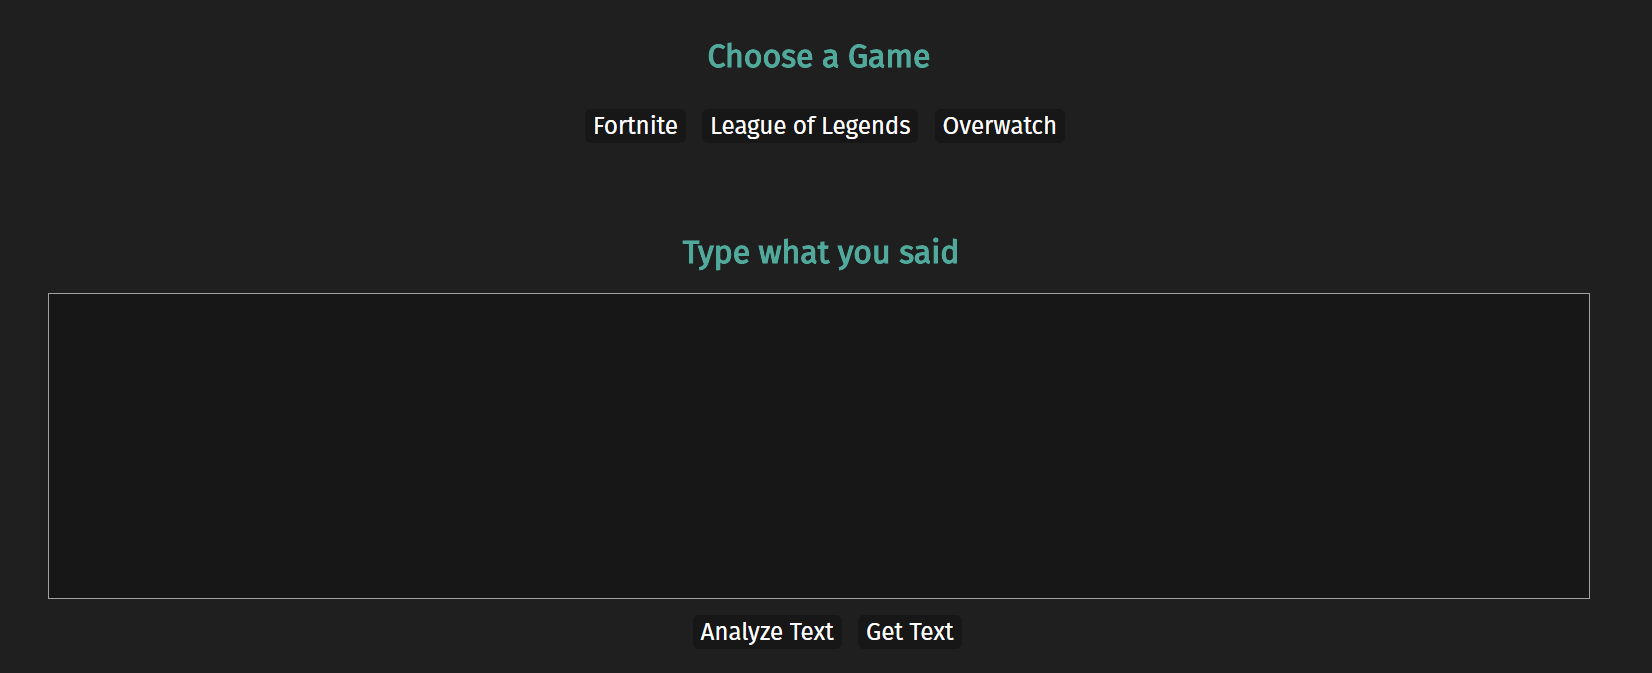 Choose a Game
Fortnite League of Legends Overwatch
Type what you said
Analyze Text Get Text